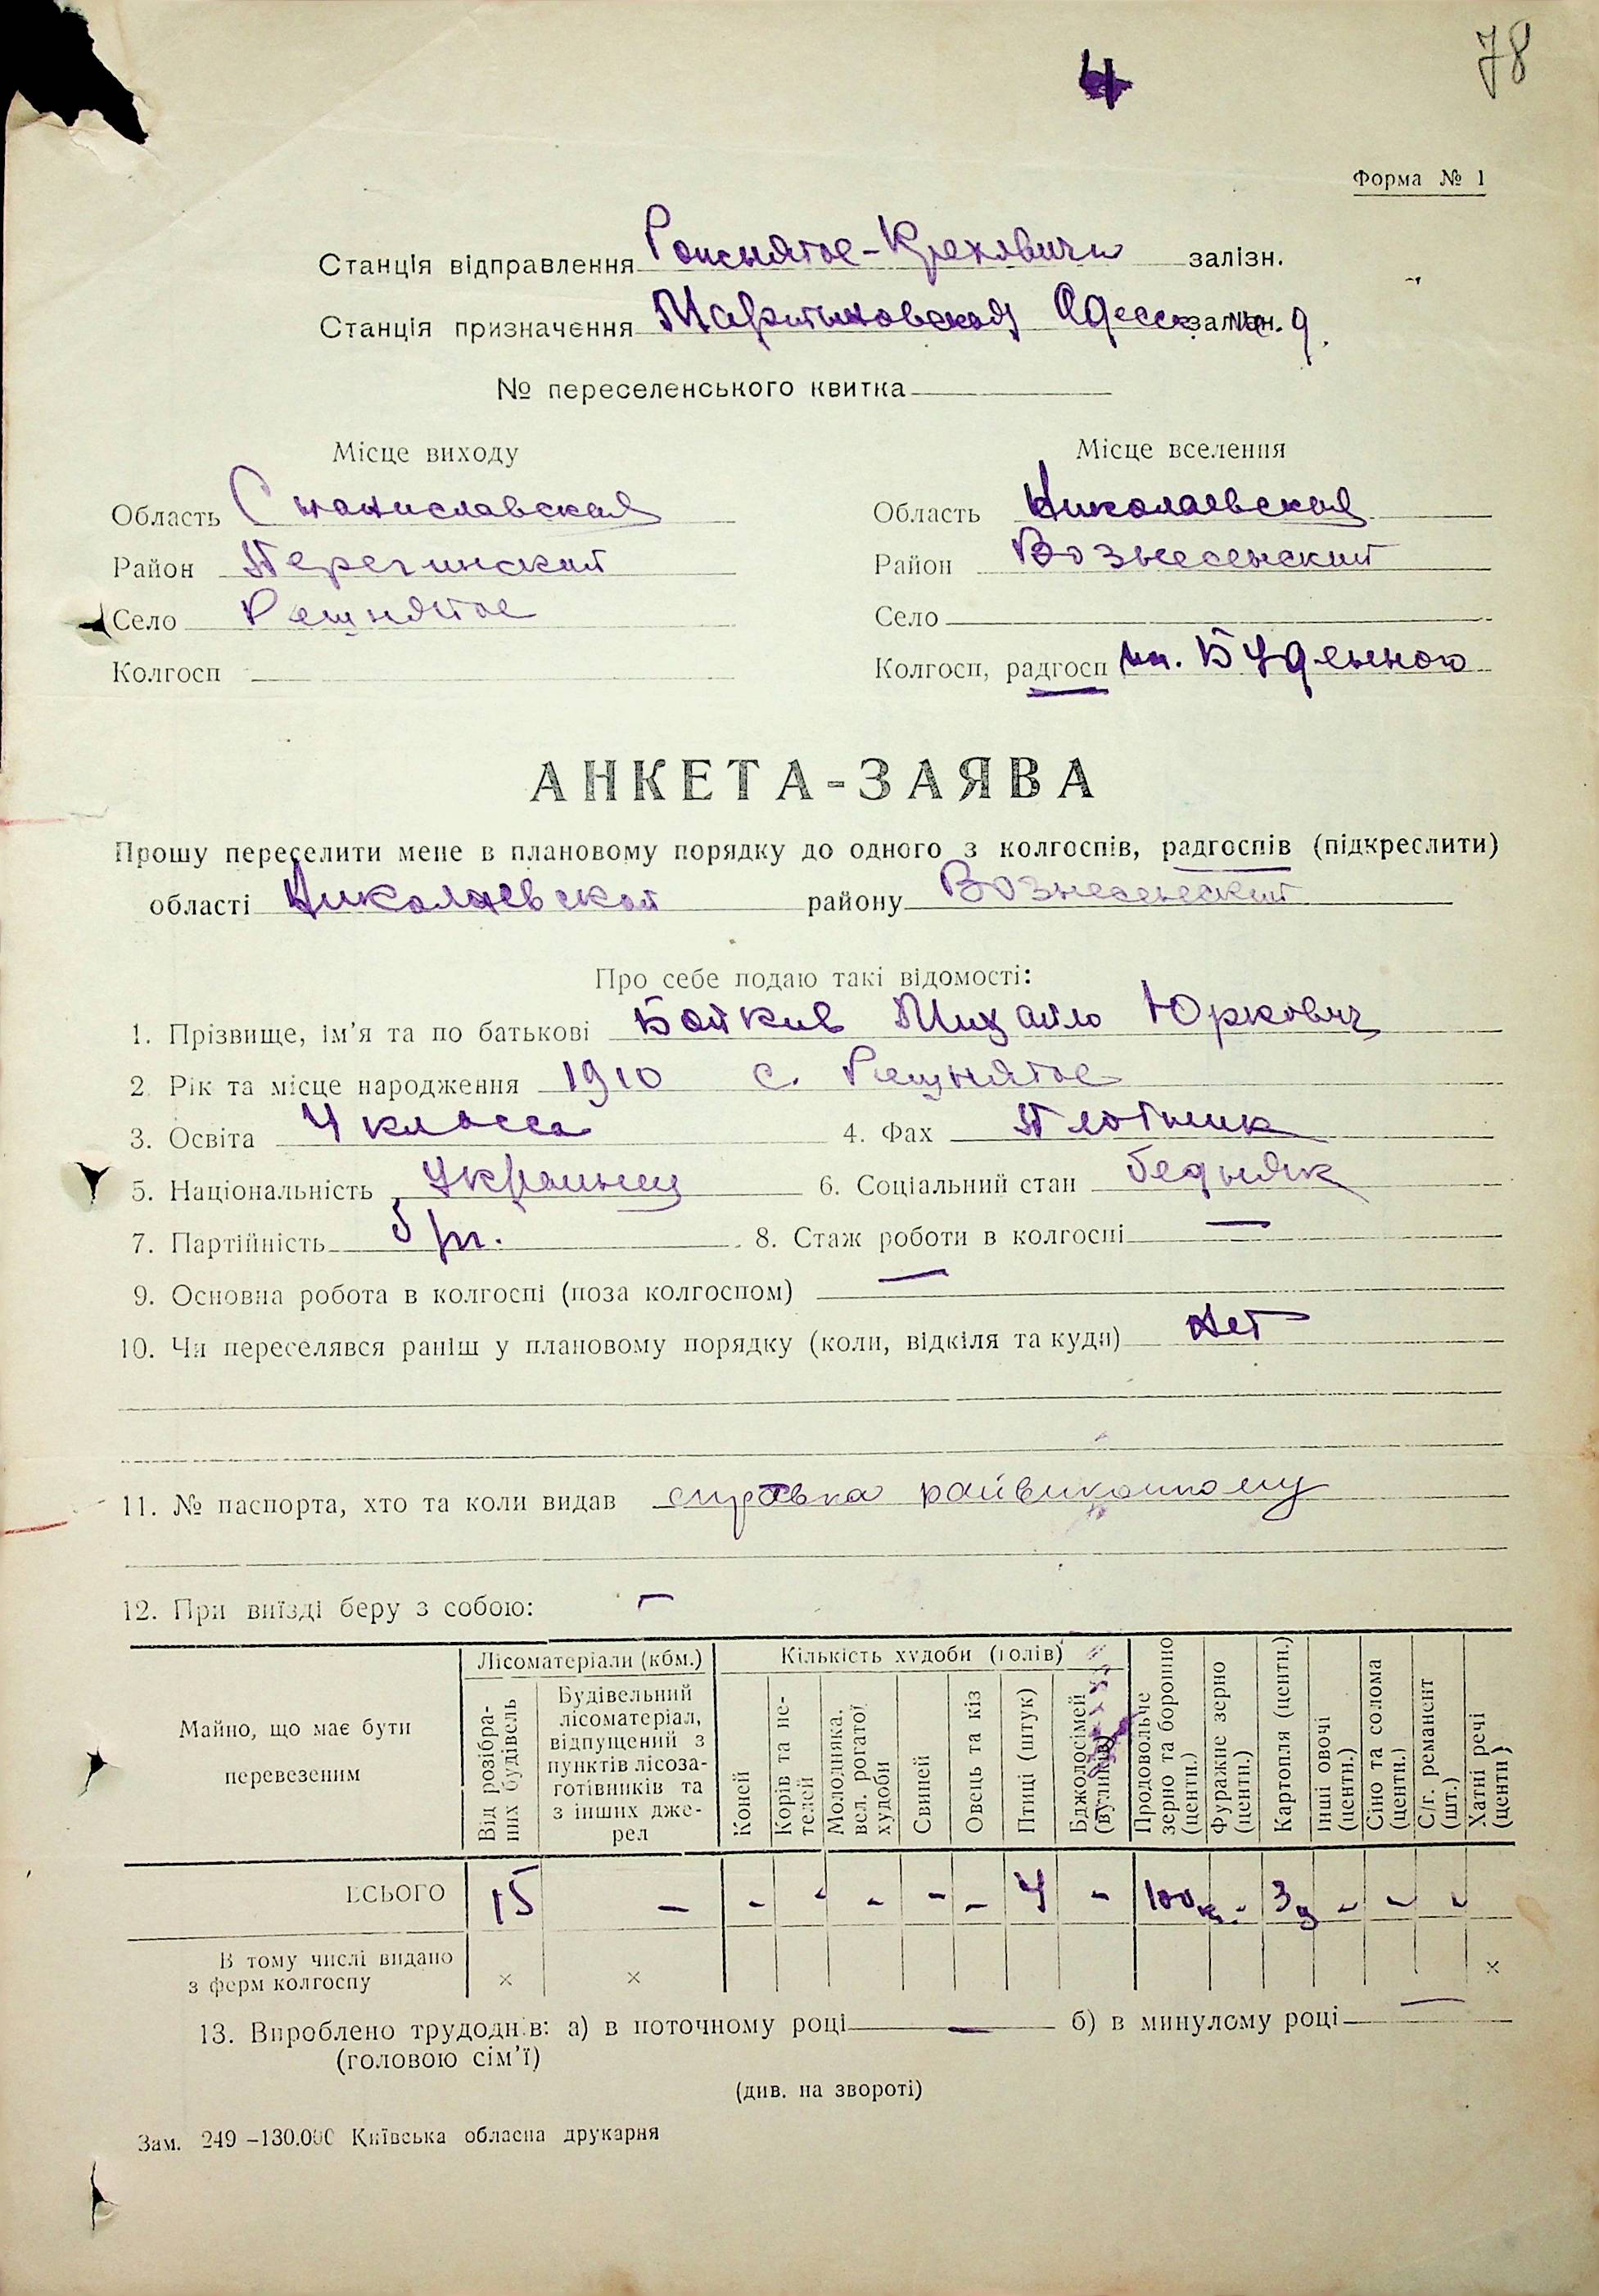 78
4
Форма № 1
Станція відправлення Рожнятое-Креховичи залізн.
Станція призначення Мартыновская Одесск залізн. ж. д.
№ переселенського квитка
Місце виходу
Місце вселення
Область Станиславская
Область Николаевская
Район Перегинский
Район Вознесенский
Село
Село
Колгосп
Колгосп, радгосп им. Буденного
АНКЕТА-ЗАЯВА
Прошу переселити мене в плановому порядку до одного з колгоспів, радгоспів (підкреслити)
області Николаевской району Вознесенский
Про себе подаю такі відомості:
1. Прізвище, ім'я та по батькові Бойкив Михайло Юркович
2 Рік та місце народження 1910 с.
3. Освіта 4 класса 4. Фах Плотник
5. Національність Украинец 6. Соціальний стан бедняк
7. Партійність б/п. 8. Стаж роботи в колгоспі —
9. Основна робота в колгоспі (поза колгоспом) —
10. Чи переселявся раніш у плановому порядку (коли, відкіля та куди) нет
11. № паспорта, хто та коли видав справка райвиконкому
12. При виїзді беру з собою: —
Майно, що має бути перевезеним
Лісоматеріали (кбм.)
Від розібраних будівель
Будівельний лісоматеріал, відпущений з пунктів лісозаготівників та з інших джерел
Кількість худоби (голів)
Коней
Корів та нетелей
Молодняка. вел. рогатої худоби
Свиней
Овець та кіз
Птиці (штук)
Бджолосімей (вуликів)
Продовольче зерно та борошно (центн.)
Фуражне зерно (центн.)
Картопля (центн.)
Інші овочі (центн.)
Сіно та солома (центн.)
С/г. реманент (шт.)
Хатні речі (центн)
ВСЬОГО 15 — - - - - - 4 - 100 к. - 3 ц - - -
В тому числі видано
з ферм колгоспу × × ×
13. Вироблено трудоднів: а) в поточному році — б) в минулому році —
(головою сім'ї)
(див. на звороті)
Зам. 249 –130.000 Київська обласна друкарня